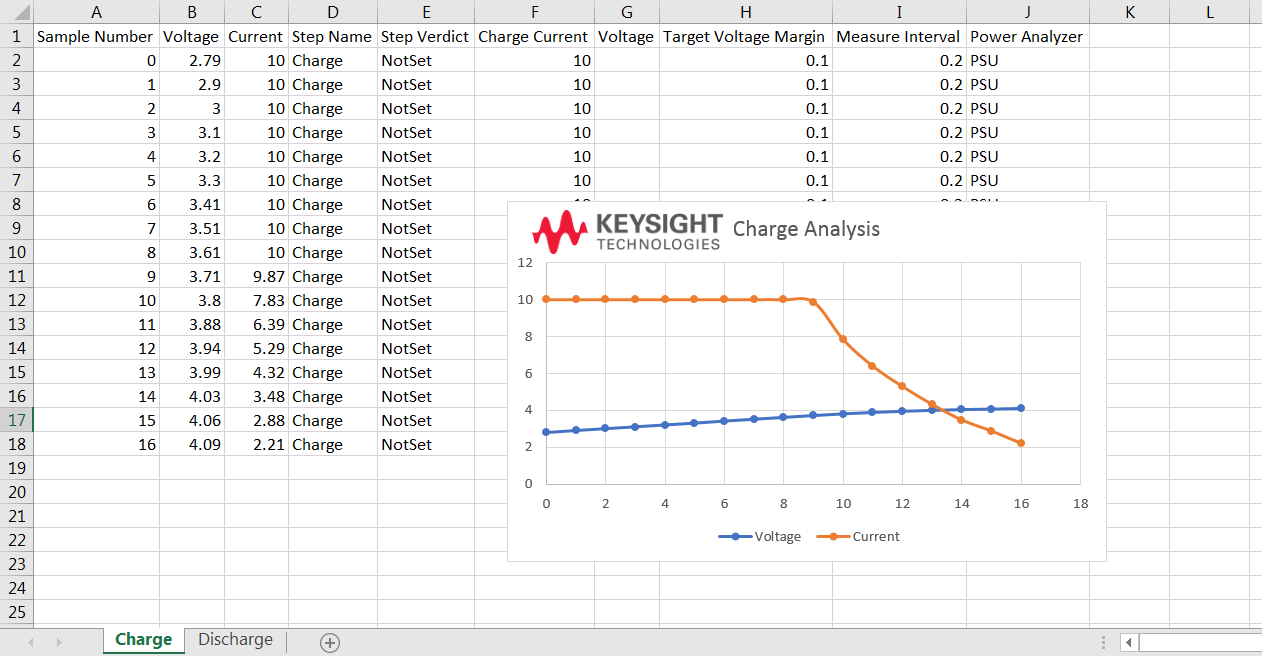 A B C D E F G H I J K L
1 Sample Number Voltage Current Step Name Step Verdict Charge Current Voltage Target Voltage Margin Measure Interval Power Analyzer
2 0 2.79 10 Charge NotSet 10 0.1 0.2 PSU
3 1 2.9 10 Charge NotSet 10 0.1 0.2 PSU
4 2 3 10 Charge NotSet 10 0.1 0.2 PSU
5 3 3.1 10 Charge NotSet 10 0.1 0.2 PSU
6 4 3.2 10 Charge NotSet 10 0.1 0.2 PSU
7 5 3.3 10 Charge NotSet 10 0.1 0.2 PSU
8 6 3.41 10 Charge NotSet
9 7 3.51 10 Charge NotSet
10 8 3.61 10 Charge NotSet
11 9 3.71 9.87 Charge NotSet
12 10 3.8 7.83 Charge NotSet
13 11 3.88 6.39 Charge NotSet
14 12 3.94 5.29 Charge NotSet
15 13 3.99 4.32 Charge NotSet
16 14 4.03 3.48 Charge NotSet
17 15 4.06 2.88 Charge NotSet
18 16 4.09 2.21 Charge NotSet
19
20
21
22
23
24
25
KEYSIGHT
TECHNOLOGIES
Charge Analysis
12
10
8
6
4
2
0
0 2 4 6 8 10 12 14 16 18
Voltage Current
Charge Discharge